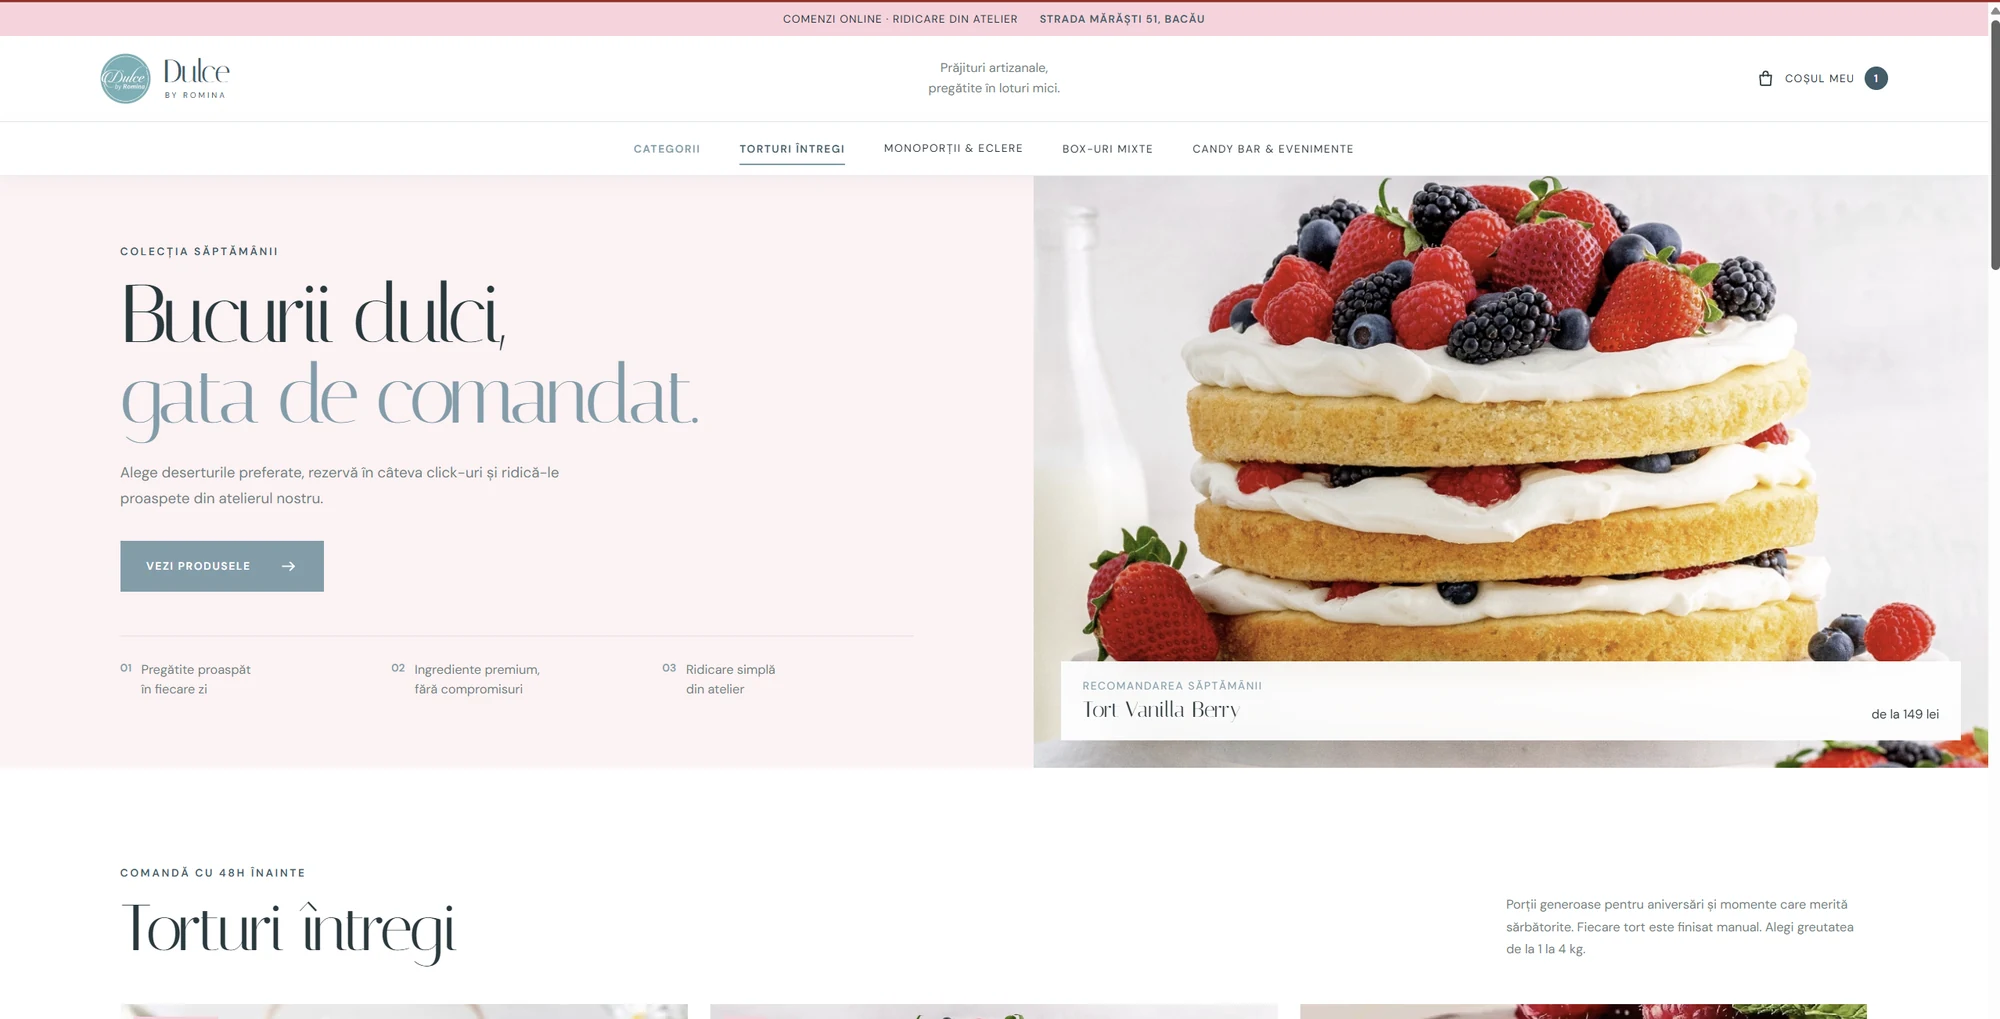 COMENZI ONLINE · RIDICARE DIN ATELIER STRADA MĂRĂȘTI 51, BACĂU
Dulce
by Romina
Dulce
BY ROMINA
Prăjituri artizanale,
pregătite în loturi mici.
COȘUL MEU 1
CATEGORII TORTURI ÎNTREGI MONOPORȚII & ECLERE BOX-URI MIXTE CANDY BAR & EVENIMENTE
COLECȚIA SĂPTĂMÂNII
Bucurii dulci,
gata de comandat.
Alege deserturile preferate, rezervă în câteva click-uri și ridică-le
proaspete din atelierul nostru.
VEZI PRODUSELE →
01 Pregătite proaspăt
în fiecare zi
02 Ingrediente premium,
fără compromisuri
03 Ridicare simplă
din atelier
RECOMANDAREA SĂPTĂMÂNII
Tort Vanilla Berry
de la 149 lei
COMANDĂ CU 48H ÎNAINTE
Torturi întregi
Porții generoase pentru aniversări și momente care merită
sărbătorite. Fiecare tort este finisat manual. Alegi greutatea
de la 1 la 4 kg.